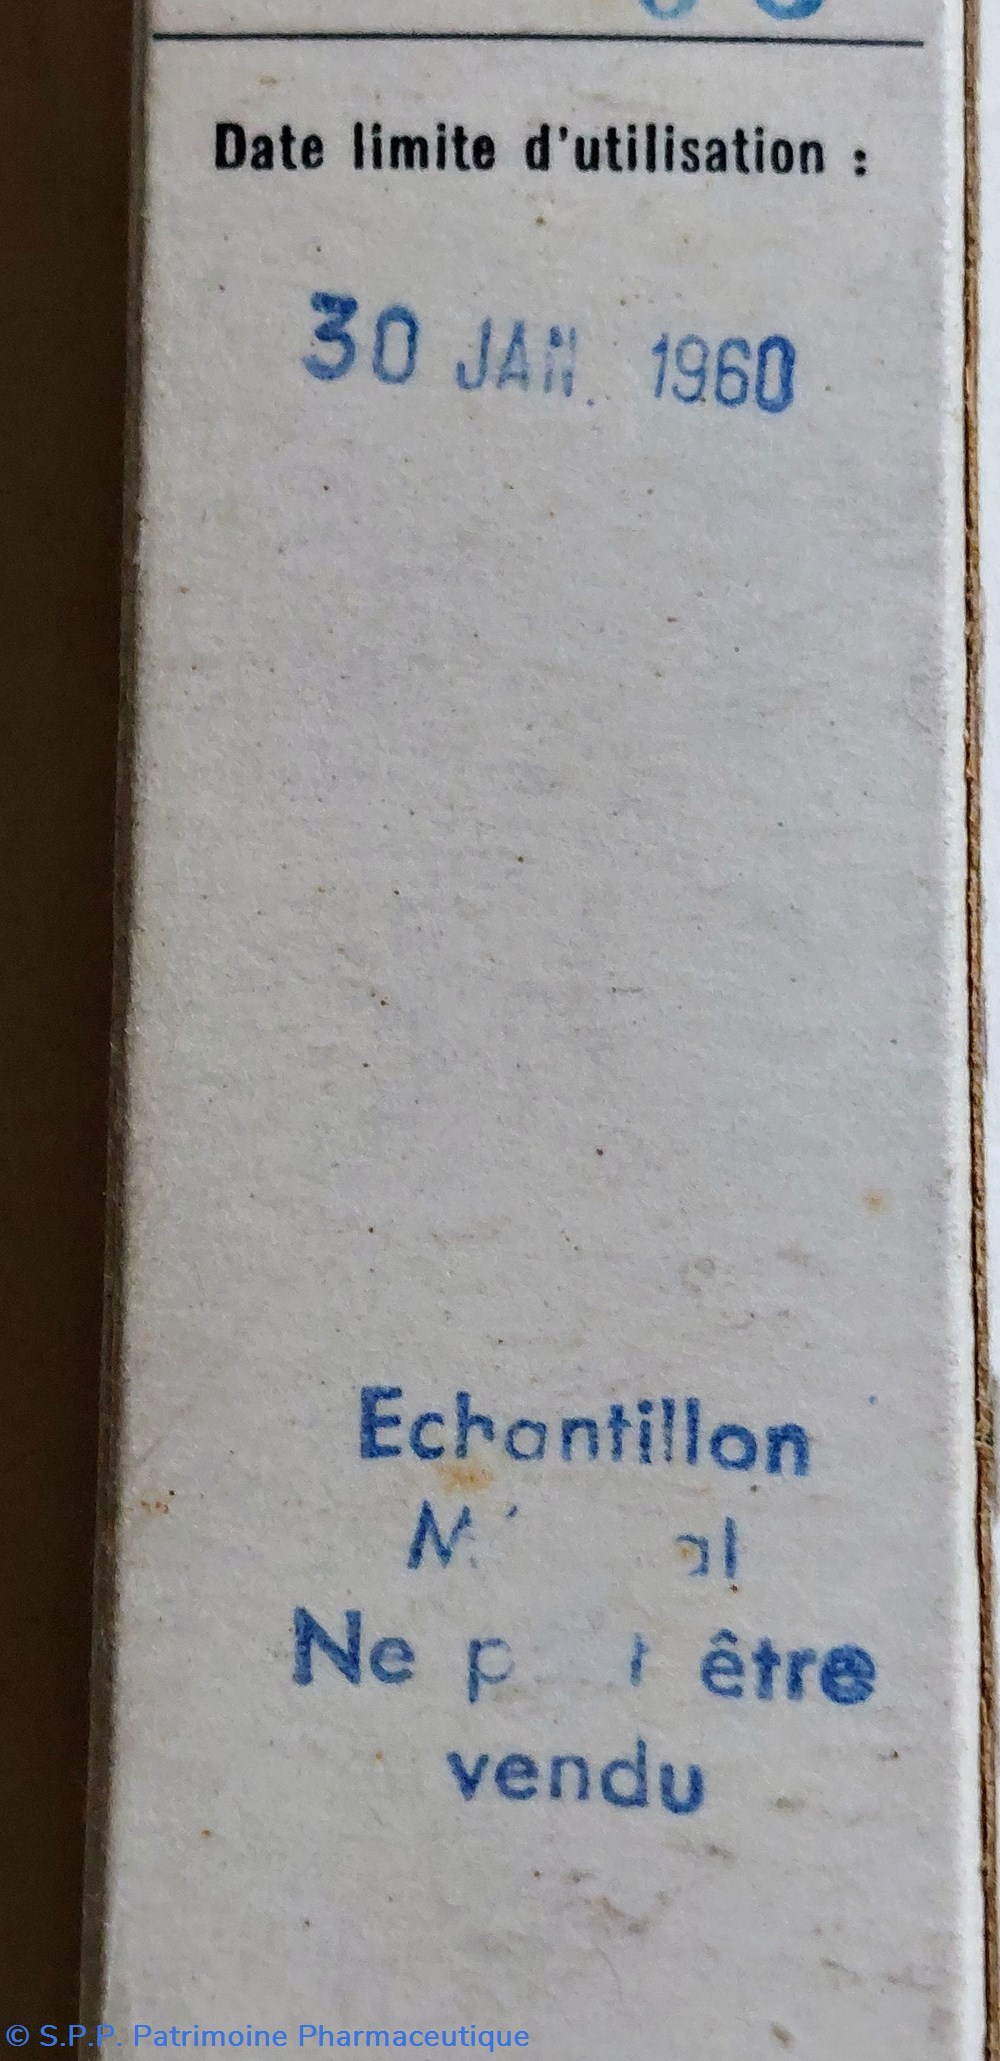 Date limite d'utilisation :
30 JAN. 1960
Echantillon
Ne être
vendu
© S.P.P. Patrimoine Pharmaceutique